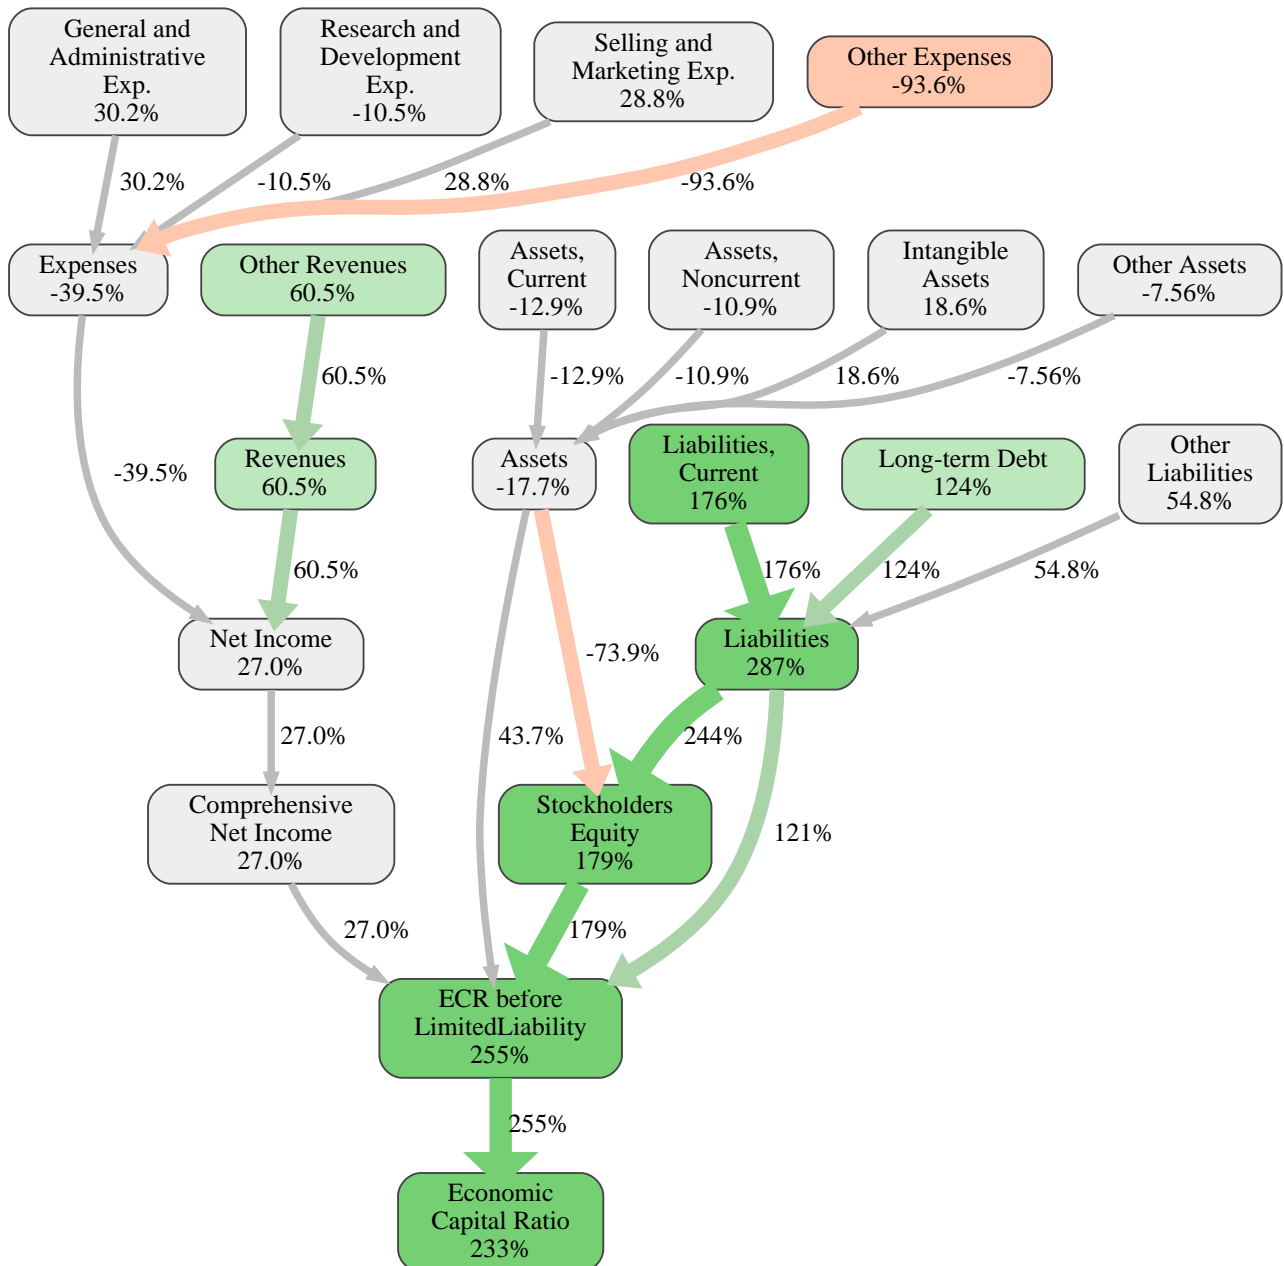 General and
Administrative
Exp.
30.2%
Research and
Development
Exp.
-10.5%
Selling and
Marketing Exp.
28.8%
Other Expenses
-93.6%
30.2%
-10.5%
28.8%
-93.6%
Expenses
-39.5%
Other Revenues
60.5%
Assets,
Current
-12.9%
Assets,
Noncurrent
-10.9%
Intangible
Assets
18.6%
Other Assets
-7.56%
60.5%
-12.9%
-10.9%
18.6%
-7.56%
-39.5%
Revenues
60.5%
Assets
-17.7%
Liabilities,
Current
176%
Long-term Debt
124%
Other
Liabilities
54.8%
60.5%
176%
124%
54.8%
Net Income
27.0%
-73.9%
Liabilities
287%
27.0%
43.7%
244%
121%
Comprehensive
Net Income
27.0%
Stockholders
Equity
179%
27.0%
179%
ECR before
LimitedLiability
255%
255%
Economic
Capital Ratio
233%